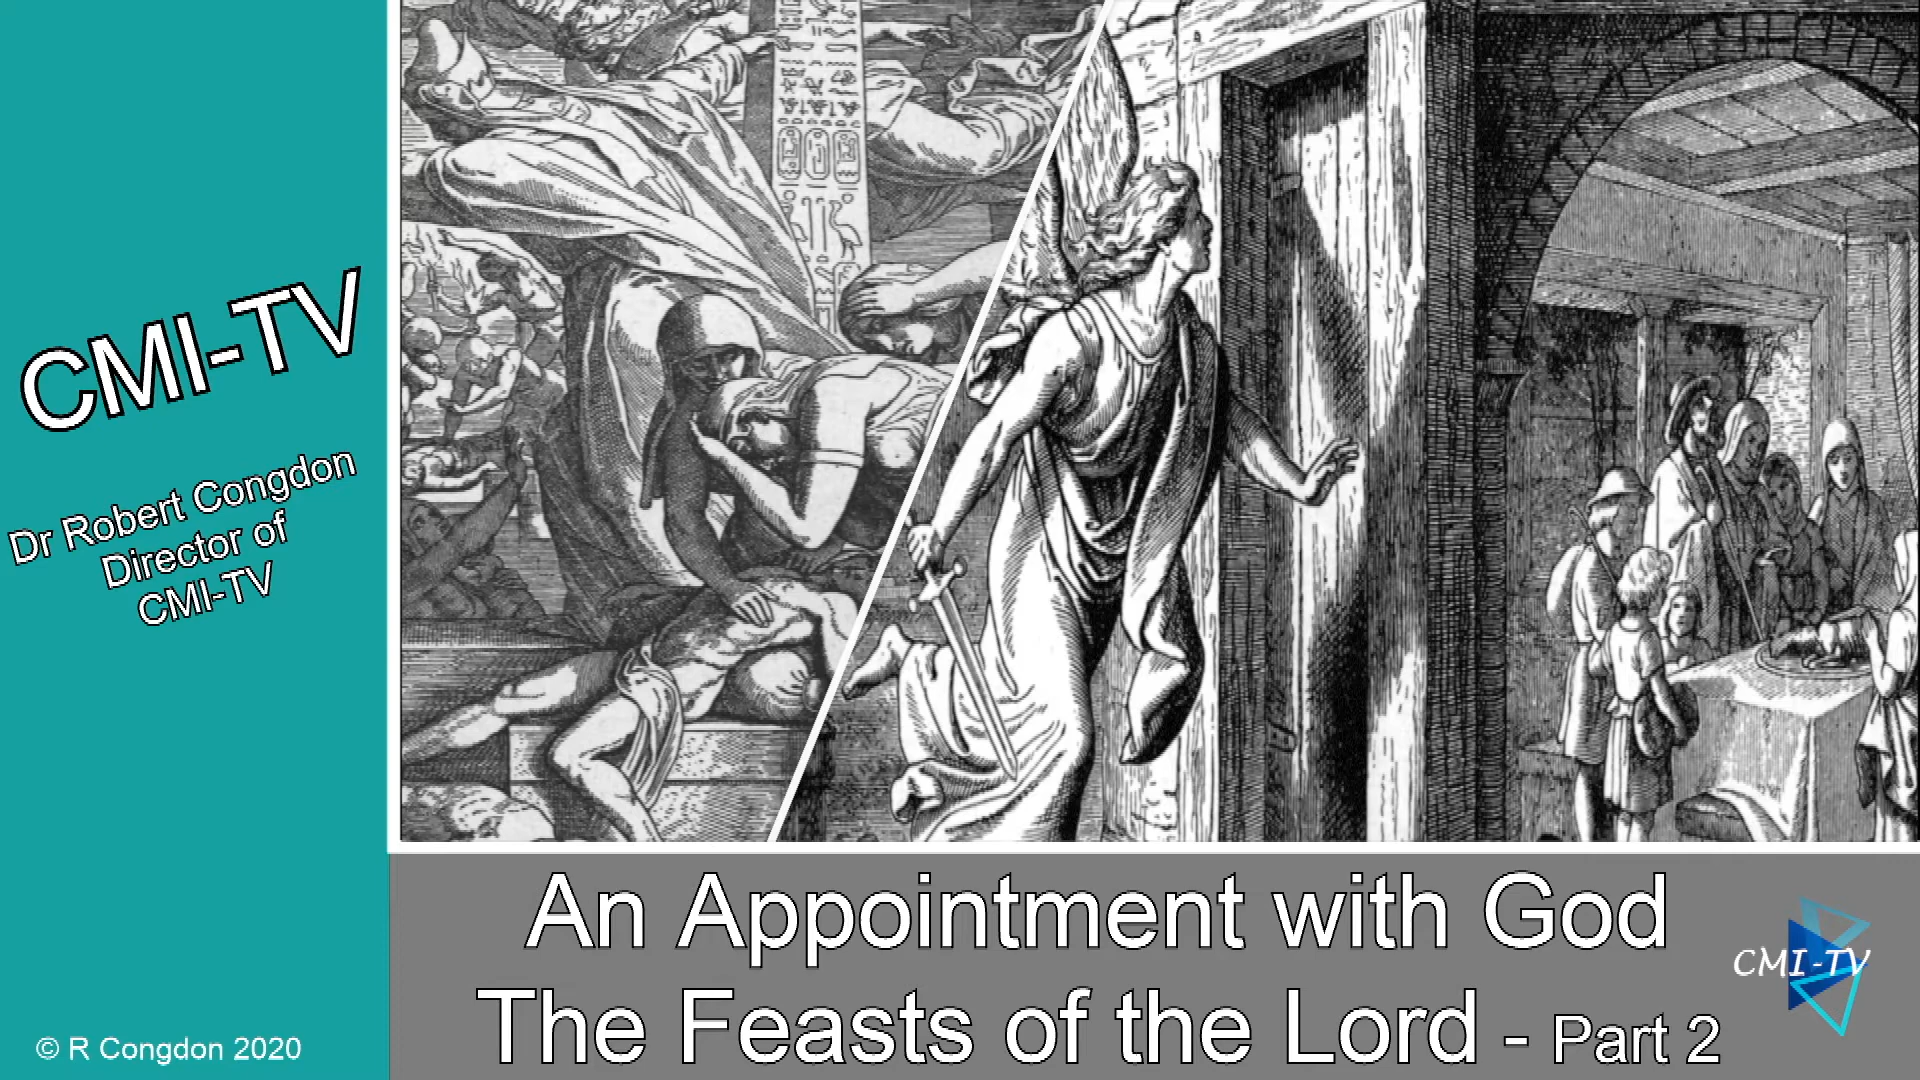 CMI-TV
Dr Robert Congdon
Director of
CMI-TV
© R Congdon 2020
An Appointment with God
The Feasts of the Lord - Part 2
CMI-TV